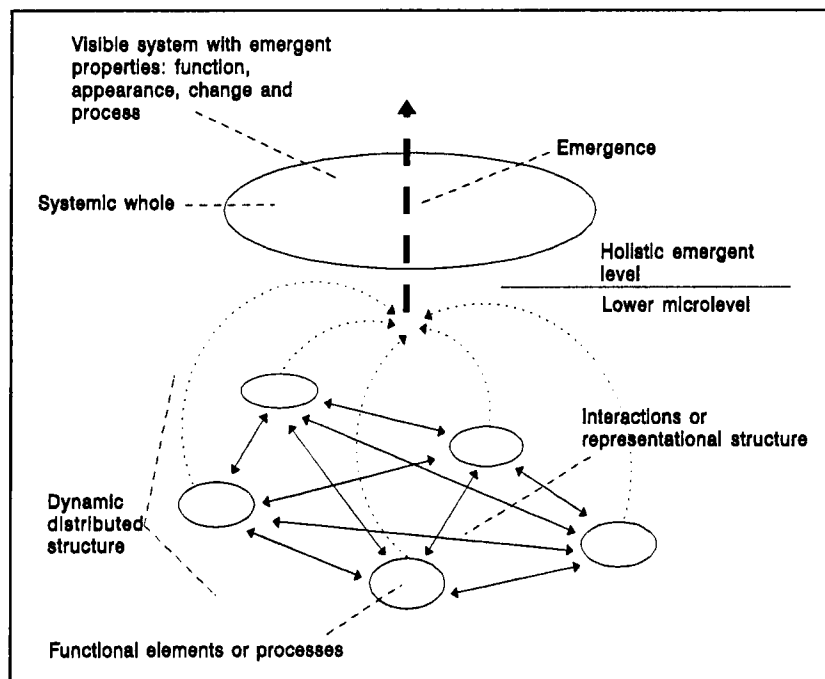 Visible system with emergent
properties: function,
appearance, change and
process
Emergence
Systemic whole
Holistic emergent
level
Lower microlevel
Interactions or
representational structure
Dynamic
distributed
structure
Functional elements or processes